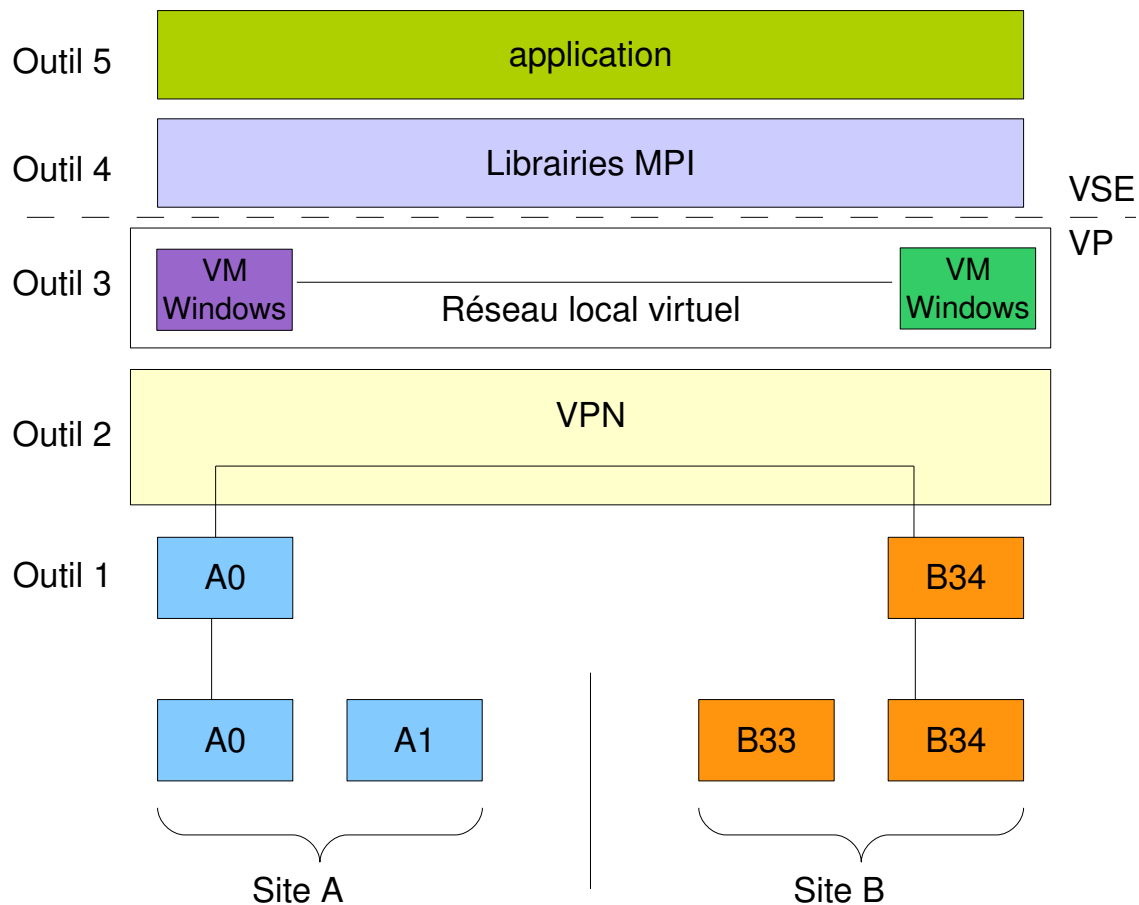 Outil 5
application
Outil 4
Librairies MPI
VSE
VP
Outil 3
VM
Windows
Réseau local virtuel
VM
Windows
Outil 2
VPN
Outil 1
A0
B34
A0
A1
B33
B34
Site A
Site B